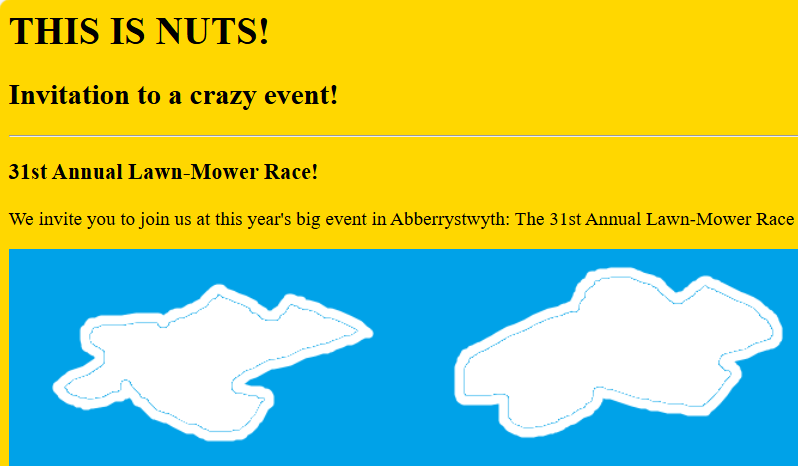 THIS IS NUTS!
Invitation to a crazy event!
31st Annual Lawn-Mower Race!
We invite you to join us at this year's big event in Abberrystwyth: The 31st Annual Lawn-Mower Race